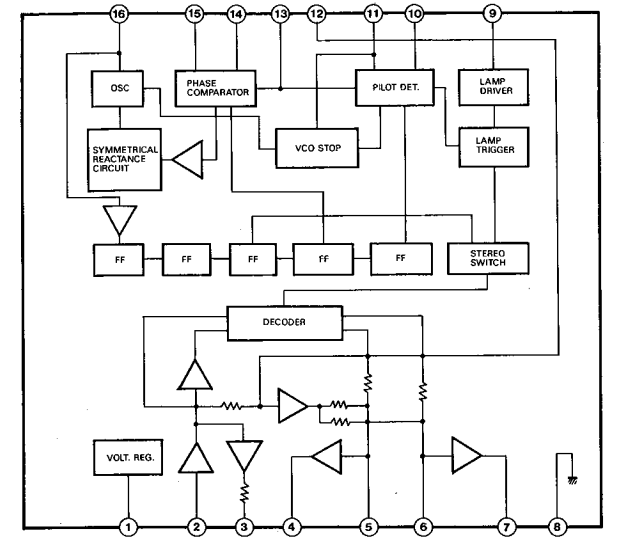 16 15 14 13 12 11 10 9
OSC
PHASE
COMPARATOR
PILOT DET.
LAMP
DRIVER
SYMMETRICAL
REACTANCE
CIRCUIT
VCO STOP
LAMP
TRIGGER
FF FF FF FF FF
STEREO
SWITCH
DECODER
VOLT. REG.
1 2 3 4 5 6 7 8